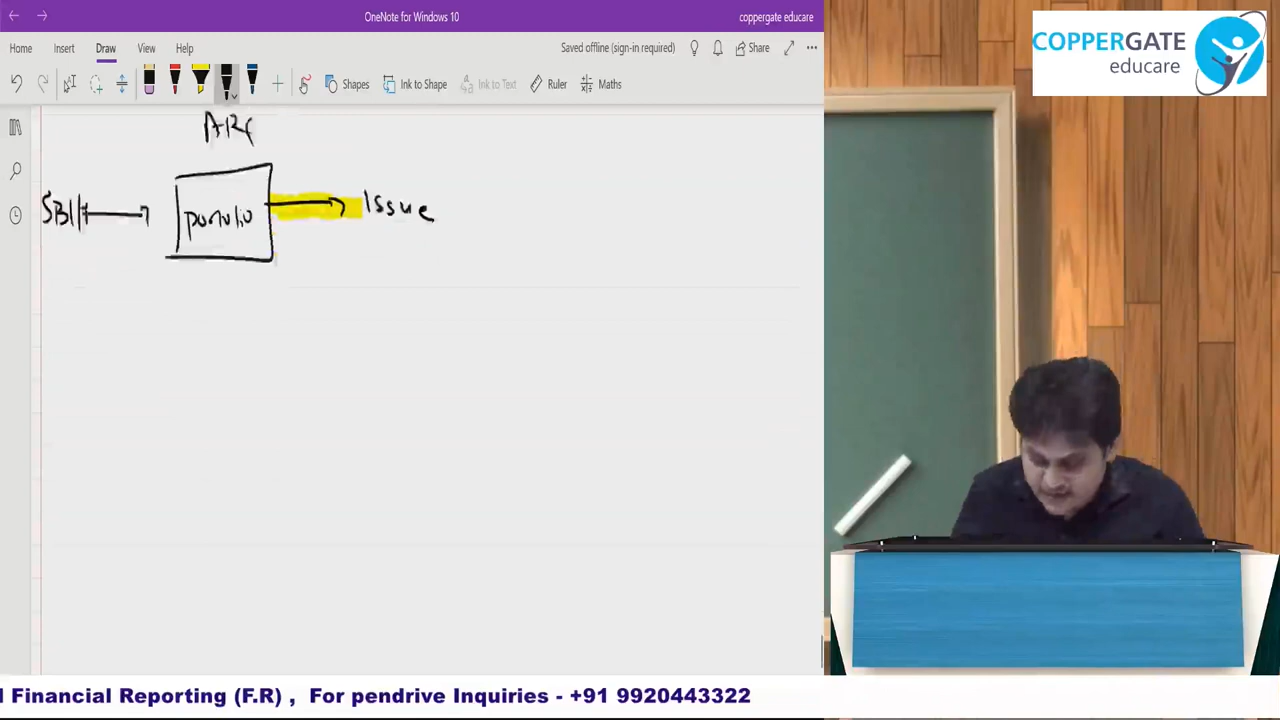 OneNote for Windows 10
coppergate educare
Home Insert Draw View Help
Saved offline (sign-in required)
Share
Shapes
Ink to Shape
Ink to Text
Ruler
Maths
COPPERGATE
educare
ARC
SBI
Issue
l Financial Reporting (F.R) , For pendrive Inquiries - +91 9920443322